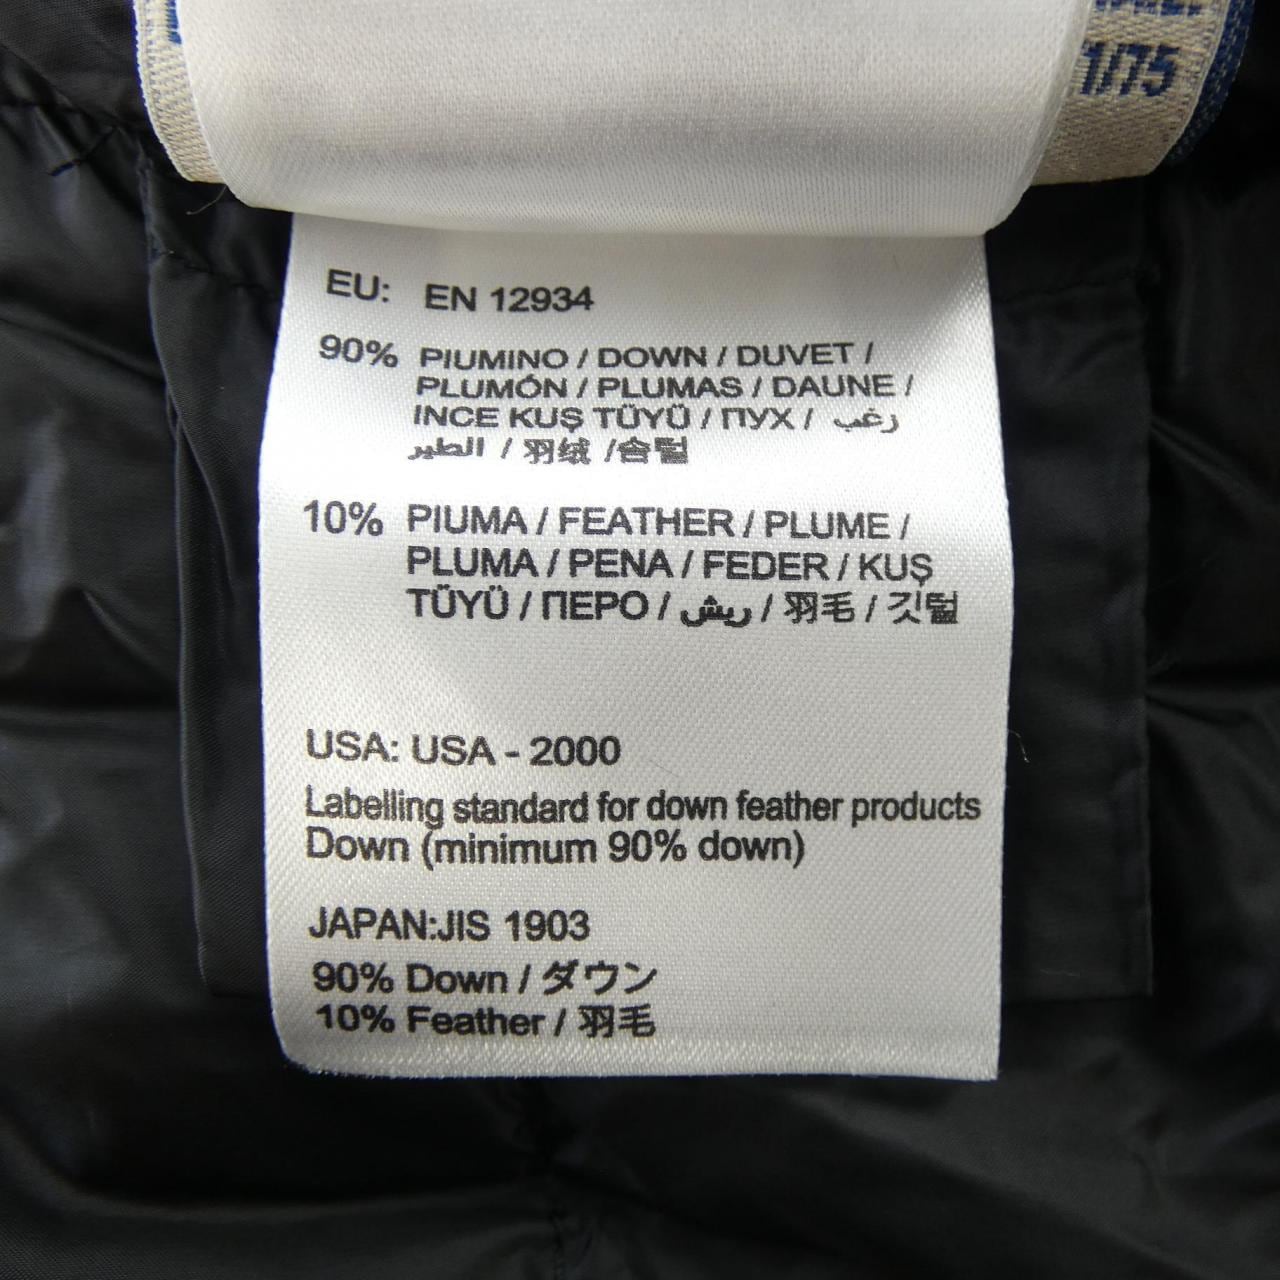 1/75
EU: EN 12934
90% PIUMINO / DOWN / DUVET /
PLUMÓN / PLUMAS / DAUNE /
INCE KUŞ TÜYÜ / ПУХ / زغب
الطير / 羽绒 / 솜털
10% PIUMA / FEATHER / PLUME /
PLUMA / PENA / FEDER / KUŞ
TÜYÜ / ПЕРО / ريش / 羽毛 / 깃털
USA: USA - 2000
Labelling standard for down feather products
Down (minimum 90% down)
JAPAN:JIS 1903
90% Down / ダウン
10% Feather / 羽毛